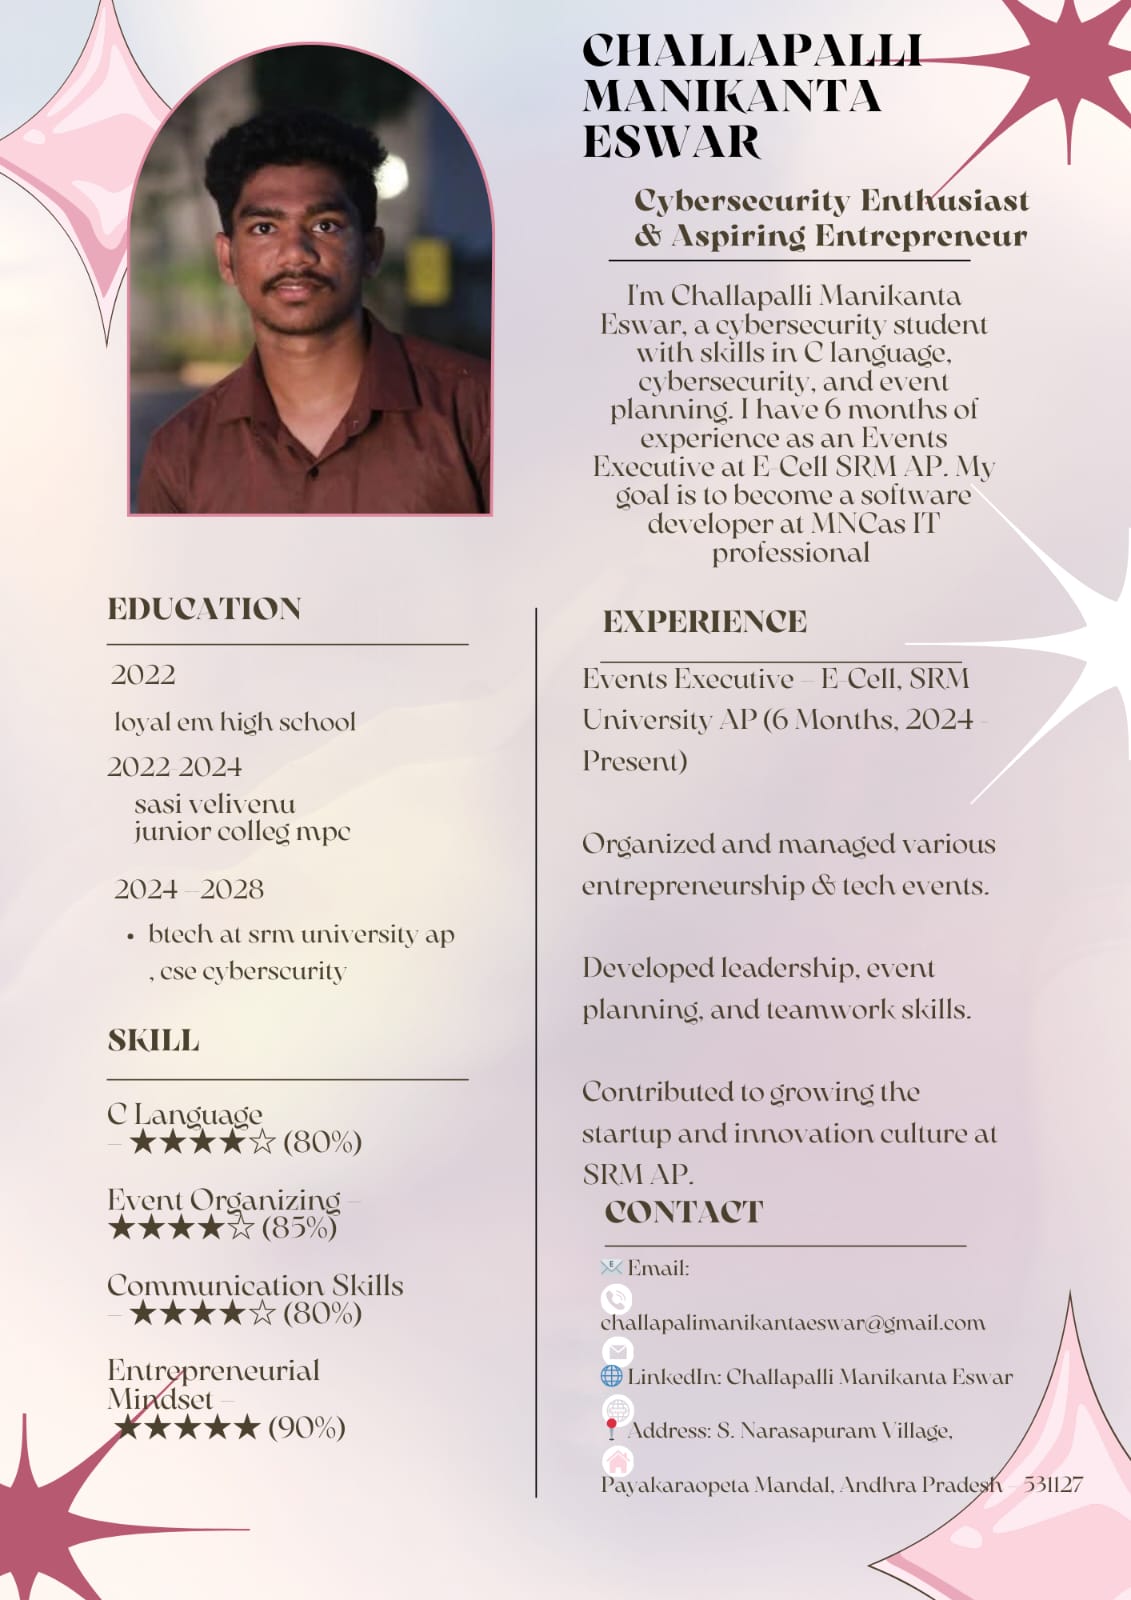 CHALLAPALLI
MANIKANTA
ESWAR
Cybersecurity Enthusiast
& Aspiring Entrepreneur
I'm Challapalli Manikanta
Eswar, a cybersecurity student
with skills in C language,
cybersecurity, and event
planning. I have 6 months of
experience as an Events
Executive at E-Cell SRM AP. My
goal is to become a software
developer at MNCas IT
professional
EDUCATION
2022
loyal em high school
2022-2024
sasi velivenu
junior colleg mpc
2024 –2028
• btech at srm university ap
, cse cyberscurity
SKILL
C Language
– ★★★★☆ (80%)
Event Organizing –
★★★★☆ (85%)
Communication Skills
– ★★★★☆ (80%)
Entrepreneurial
Mindset –
★★★★★ (90%)
EXPERIENCE
Events Executive – E-Cell, SRM
University AP (6 Months, 2024 -
Present)
Organized and managed various
entrepreneurship & tech events.
Developed leadership, event
planning, and teamwork skills.
Contributed to growing the
startup and innovation culture at
SRM AP.
CONTACT
📧 Email:
challapalimanikantaeswar@gmail.com
🌐 LinkedIn: Challapalli Manikanta Eswar
📍 Address: S. Narasapuram Village,
Payakaraopeta Mandal, Andhra Pradesh – 531127